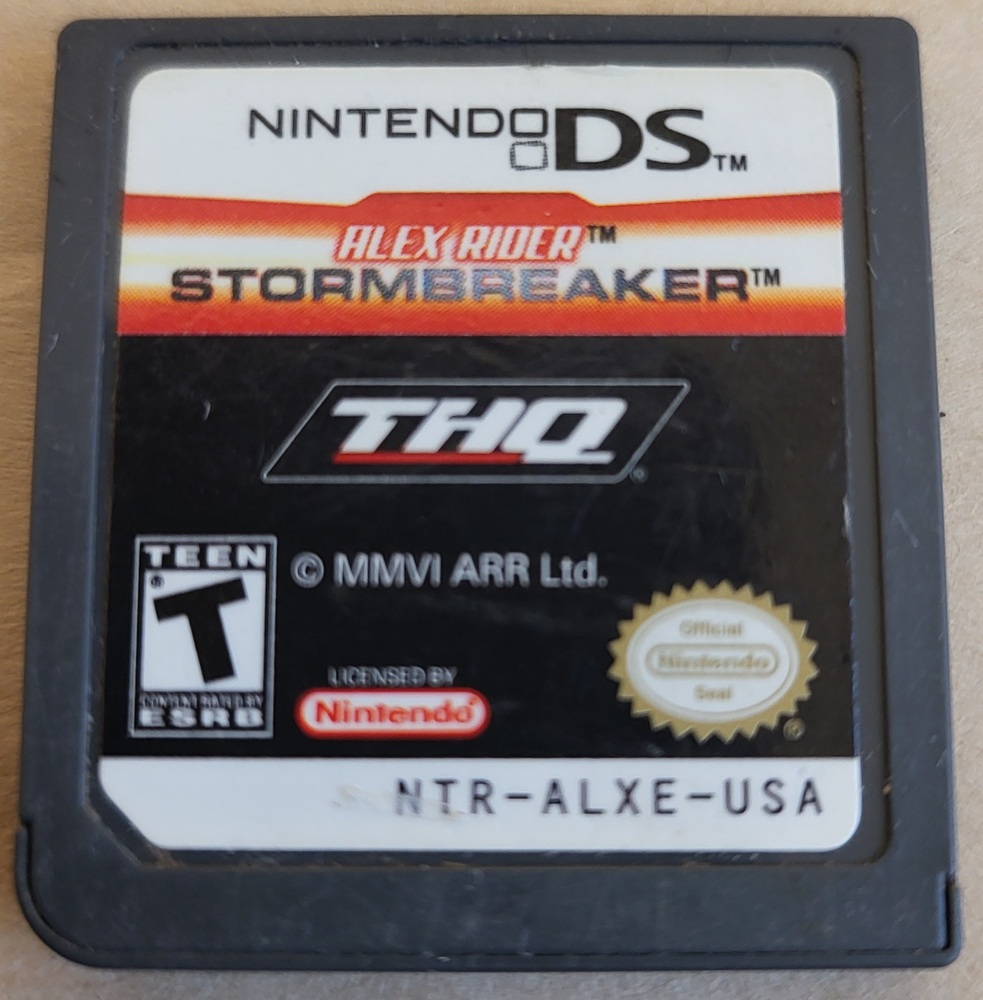 NINTENDO DS™
ALEX RIDER™
STORMBREAKER™
THQ®
TEEN
T®
CONTENT RATED BY
ESRB
© MMVI ARR Ltd.
LICENSED BY
Nintendo®
Official
Nintendo
Seal
®
NTR-ALXE-USA